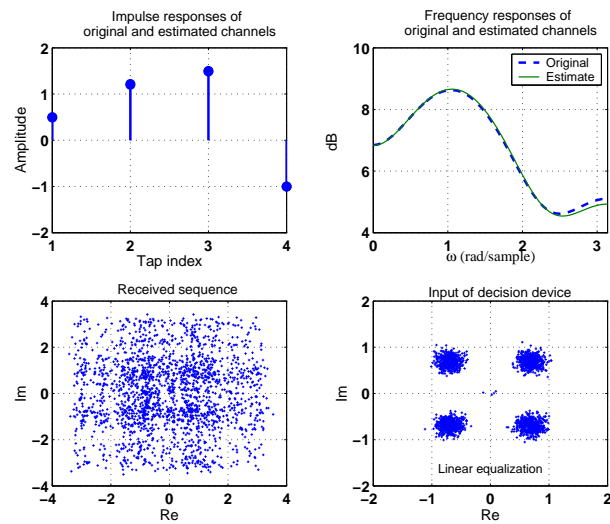 Impulse responses of
original and estimated channels
2
1
0
−1
−2
Amplitude
1
2
3
4
Tap index
Frequency responses of
original and estimated channels
Original
Estimate
10
8
6
4
dB
0
1
2
3
ω (rad/sample)
Received sequence
4
2
0
−2
−4
Im
−4
−2
0
2
4
Re
Input of decision device
2
1
0
−1
−2
Im
Linear equalization
−2
−1
0
1
2
Re